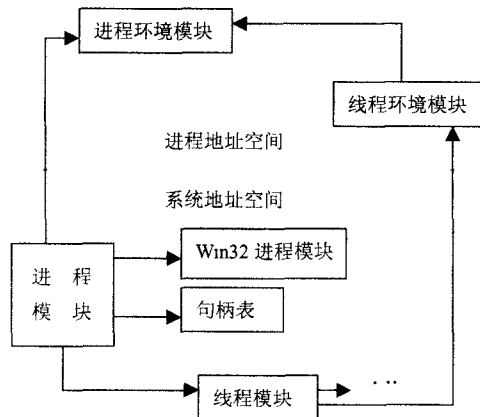 进程环境模块
线程环境模块
进程地址空间
系统地址空间
Win32 进程模块
进 程
模 块
句柄表
线程模块
...